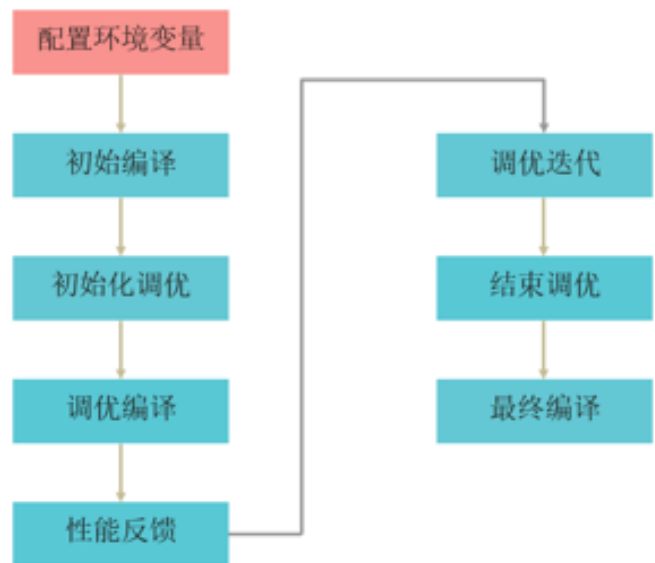 配置环境变量
初始编译
初始化调优
调优编译
性能反馈
调优迭代
结束调优
最终编译